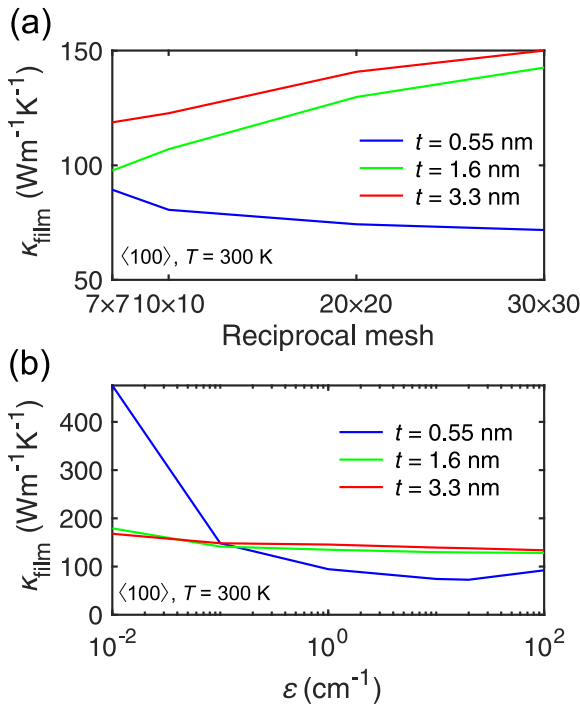 (a)
150
100
50
κfilm (Wm⁻¹K⁻¹)
t = 0.55 nm
t = 1.6 nm
t = 3.3 nm
⟨100⟩, T = 300 K
7×7 10×10 20×20 30×30
Reciprocal mesh
(b)
400
300
200
100
0
κfilm (Wm⁻¹K⁻¹)
t = 0.55 nm
t = 1.6 nm
t = 3.3 nm
⟨100⟩, T = 300 K
10⁻² 10⁰ 10²
ε (cm⁻¹)